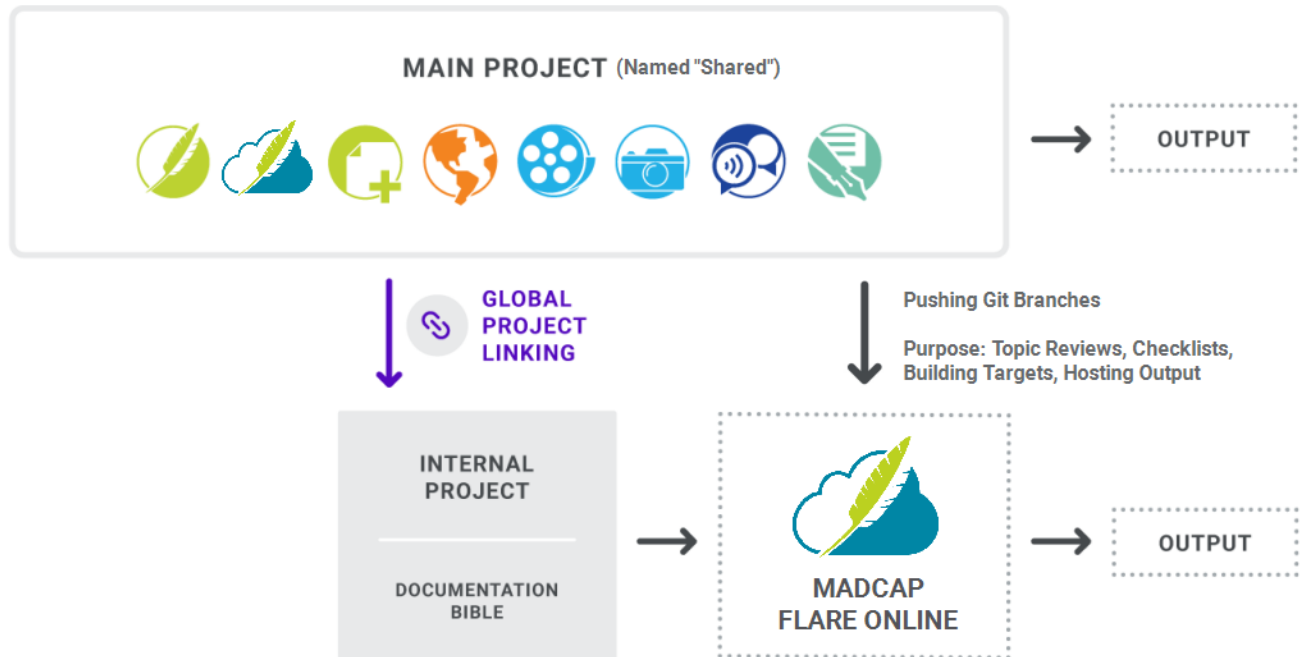 MAIN PROJECT (Named "Shared")
OUTPUT
GLOBAL
PROJECT
LINKING
Pushing Git Branches
Purpose: Topic Reviews, Checklists,
Building Targets, Hosting Output
INTERNAL
PROJECT
DOCUMENTATION
BIBLE
MADCAP
FLARE ONLINE
OUTPUT